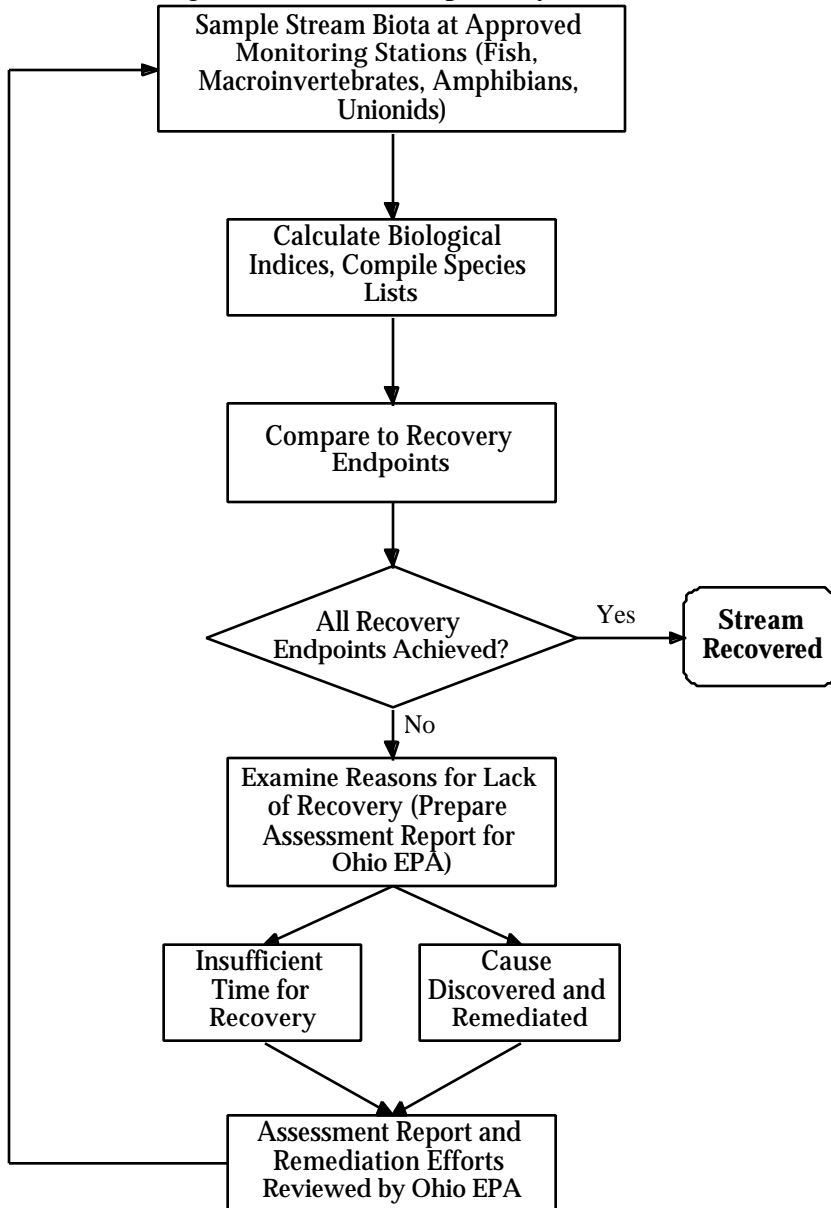 Sample Stream Biota at Approved
Monitoring Stations (Fish,
Macroinvertebrates, Amphibians,
Unionids)
Calculate Biological
Indices, Compile Species
Lists
Compare to Recovery
Endpoints
All Recovery
Endpoints Achieved?
Yes
Stream
Recovered
No
Examine Reasons for Lack
of Recovery (Prepare
Assessment Report for
Ohio EPA)
Insufficient
Time for
Recovery
Cause
Discovered and
Remediated
Assessment Report and
Remediation Efforts
Reviewed by Ohio EPA